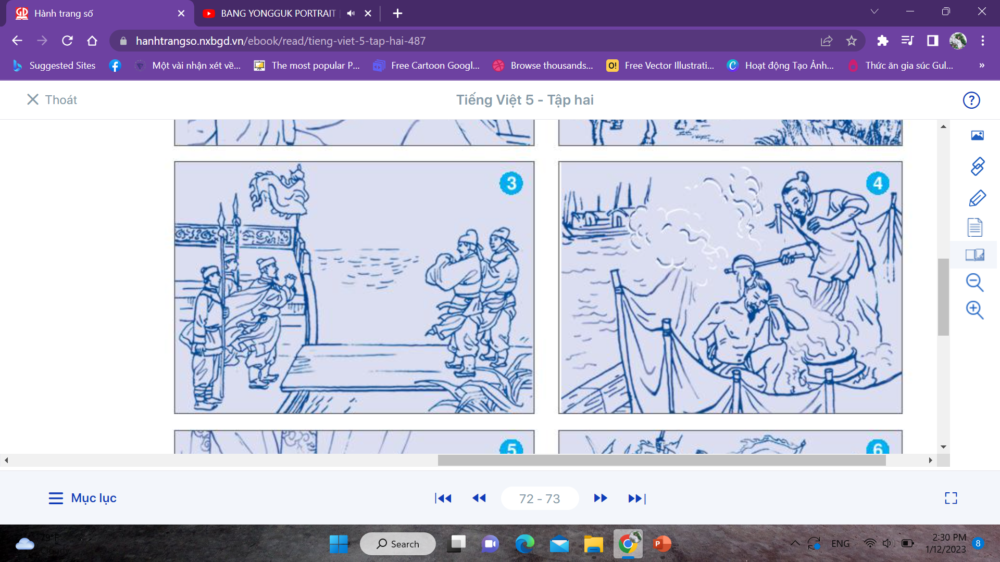 Hành trang số
BANG YONGGUK PORTRAIT
hanhtrangso.nxbgd.vn/ebook/read/tieng-viet-5-tap-hai-487
Suggested Sites
Một vài nhận xét về...
The most popular P...
Free Cartoon Googl...
Browse thousands...
O!
Free Vector Illustrati...
Hoạt động Tạo Ảnh...
Thức ăn gia súc Gul...
»
Thoát
Tiếng Việt 5 - Tập hai
?
3
4
5
6
Mục lục
72 - 73
79°F
Cloudy
Search
ENG
2:30 PM
1/12/2023
8